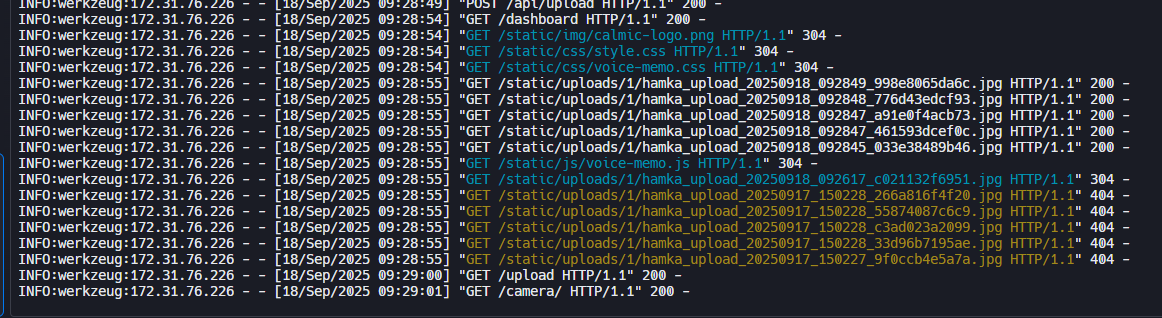 INFO:werkzeug:172.31.76.226 - - [18/Sep/2025 09:28:49] "POST /api/upload HTTP/1.1" 200 -
INFO:werkzeug:172.31.76.226 - - [18/Sep/2025 09:28:54] "GET /dashboard HTTP/1.1" 200 -
INFO:werkzeug:172.31.76.226 - - [18/Sep/2025 09:28:54] "GET /static/img/calmic-logo.png HTTP/1.1" 304 -
INFO:werkzeug:172.31.76.226 - - [18/Sep/2025 09:28:54] "GET /static/css/style.css HTTP/1.1" 304 -
INFO:werkzeug:172.31.76.226 - - [18/Sep/2025 09:28:54] "GET /static/css/voice-memo.css HTTP/1.1" 304 -
INFO:werkzeug:172.31.76.226 - - [18/Sep/2025 09:28:55] "GET /static/uploads/1/hamka_upload_20250918_092849_998e8065da6c.jpg HTTP/1.1" 200 -
INFO:werkzeug:172.31.76.226 - - [18/Sep/2025 09:28:55] "GET /static/uploads/1/hamka_upload_20250918_092848_776d43edcf93.jpg HTTP/1.1" 200 -
INFO:werkzeug:172.31.76.226 - - [18/Sep/2025 09:28:55] "GET /static/uploads/1/hamka_upload_20250918_092847_a91e0f4acb73.jpg HTTP/1.1" 200 -
INFO:werkzeug:172.31.76.226 - - [18/Sep/2025 09:28:55] "GET /static/uploads/1/hamka_upload_20250918_092847_461593dcef0c.jpg HTTP/1.1" 200 -
INFO:werkzeug:172.31.76.226 - - [18/Sep/2025 09:28:55] "GET /static/uploads/1/hamka_upload_20250918_092845_033e38489b46.jpg HTTP/1.1" 200 -
INFO:werkzeug:172.31.76.226 - - [18/Sep/2025 09:28:55] "GET /static/js/voice-memo.js HTTP/1.1" 304 -
INFO:werkzeug:172.31.76.226 - - [18/Sep/2025 09:28:55] "GET /static/uploads/1/hamka_upload_20250918_092617_c021132f6951.jpg HTTP/1.1" 304 -
INFO:werkzeug:172.31.76.226 - - [18/Sep/2025 09:28:55] "GET /static/uploads/1/hamka_upload_20250917_150228_266a816f4f20.jpg HTTP/1.1" 404 -
INFO:werkzeug:172.31.76.226 - - [18/Sep/2025 09:28:55] "GET /static/uploads/1/hamka_upload_20250917_150228_55874087c6c9.jpg HTTP/1.1" 404 -
INFO:werkzeug:172.31.76.226 - - [18/Sep/2025 09:28:55] "GET /static/uploads/1/hamka_upload_20250917_150228_c3ad023a2099.jpg HTTP/1.1" 404 -
INFO:werkzeug:172.31.76.226 - - [18/Sep/2025 09:28:55] "GET /static/uploads/1/hamka_upload_20250917_150228_33d96b7195ae.jpg HTTP/1.1" 404 -
INFO:werkzeug:172.31.76.226 - - [18/Sep/2025 09:28:55] "GET /static/uploads/1/hamka_upload_20250917_150227_9f0ccb4e5a7a.jpg HTTP/1.1" 404 -
INFO:werkzeug:172.31.76.226 - - [18/Sep/2025 09:29:00] "GET /upload HTTP/1.1" 200 -
INFO:werkzeug:172.31.76.226 - - [18/Sep/2025 09:29:01] "GET /camera/ HTTP/1.1" 200 -